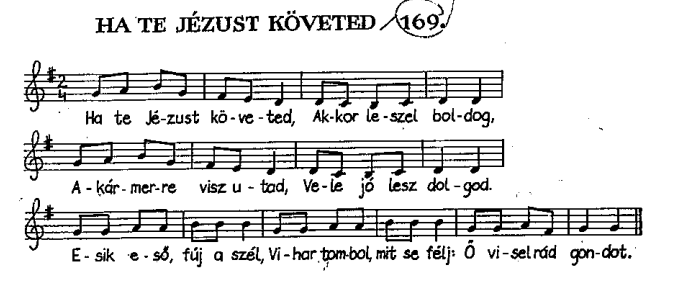 HA TE JÉZUST KÖVETED 169.
2
4
Ha te Jé-zust kö-ve-ted, Ak-kor le-szel bol-dog,
A-kár-mer-re visz u-tad, Ve-le jó lesz dol-god.
E-sik e-ső, fúj a szél, Vi-har tom-bol, mit se félj: Ő vi-sel rád gon-dot.